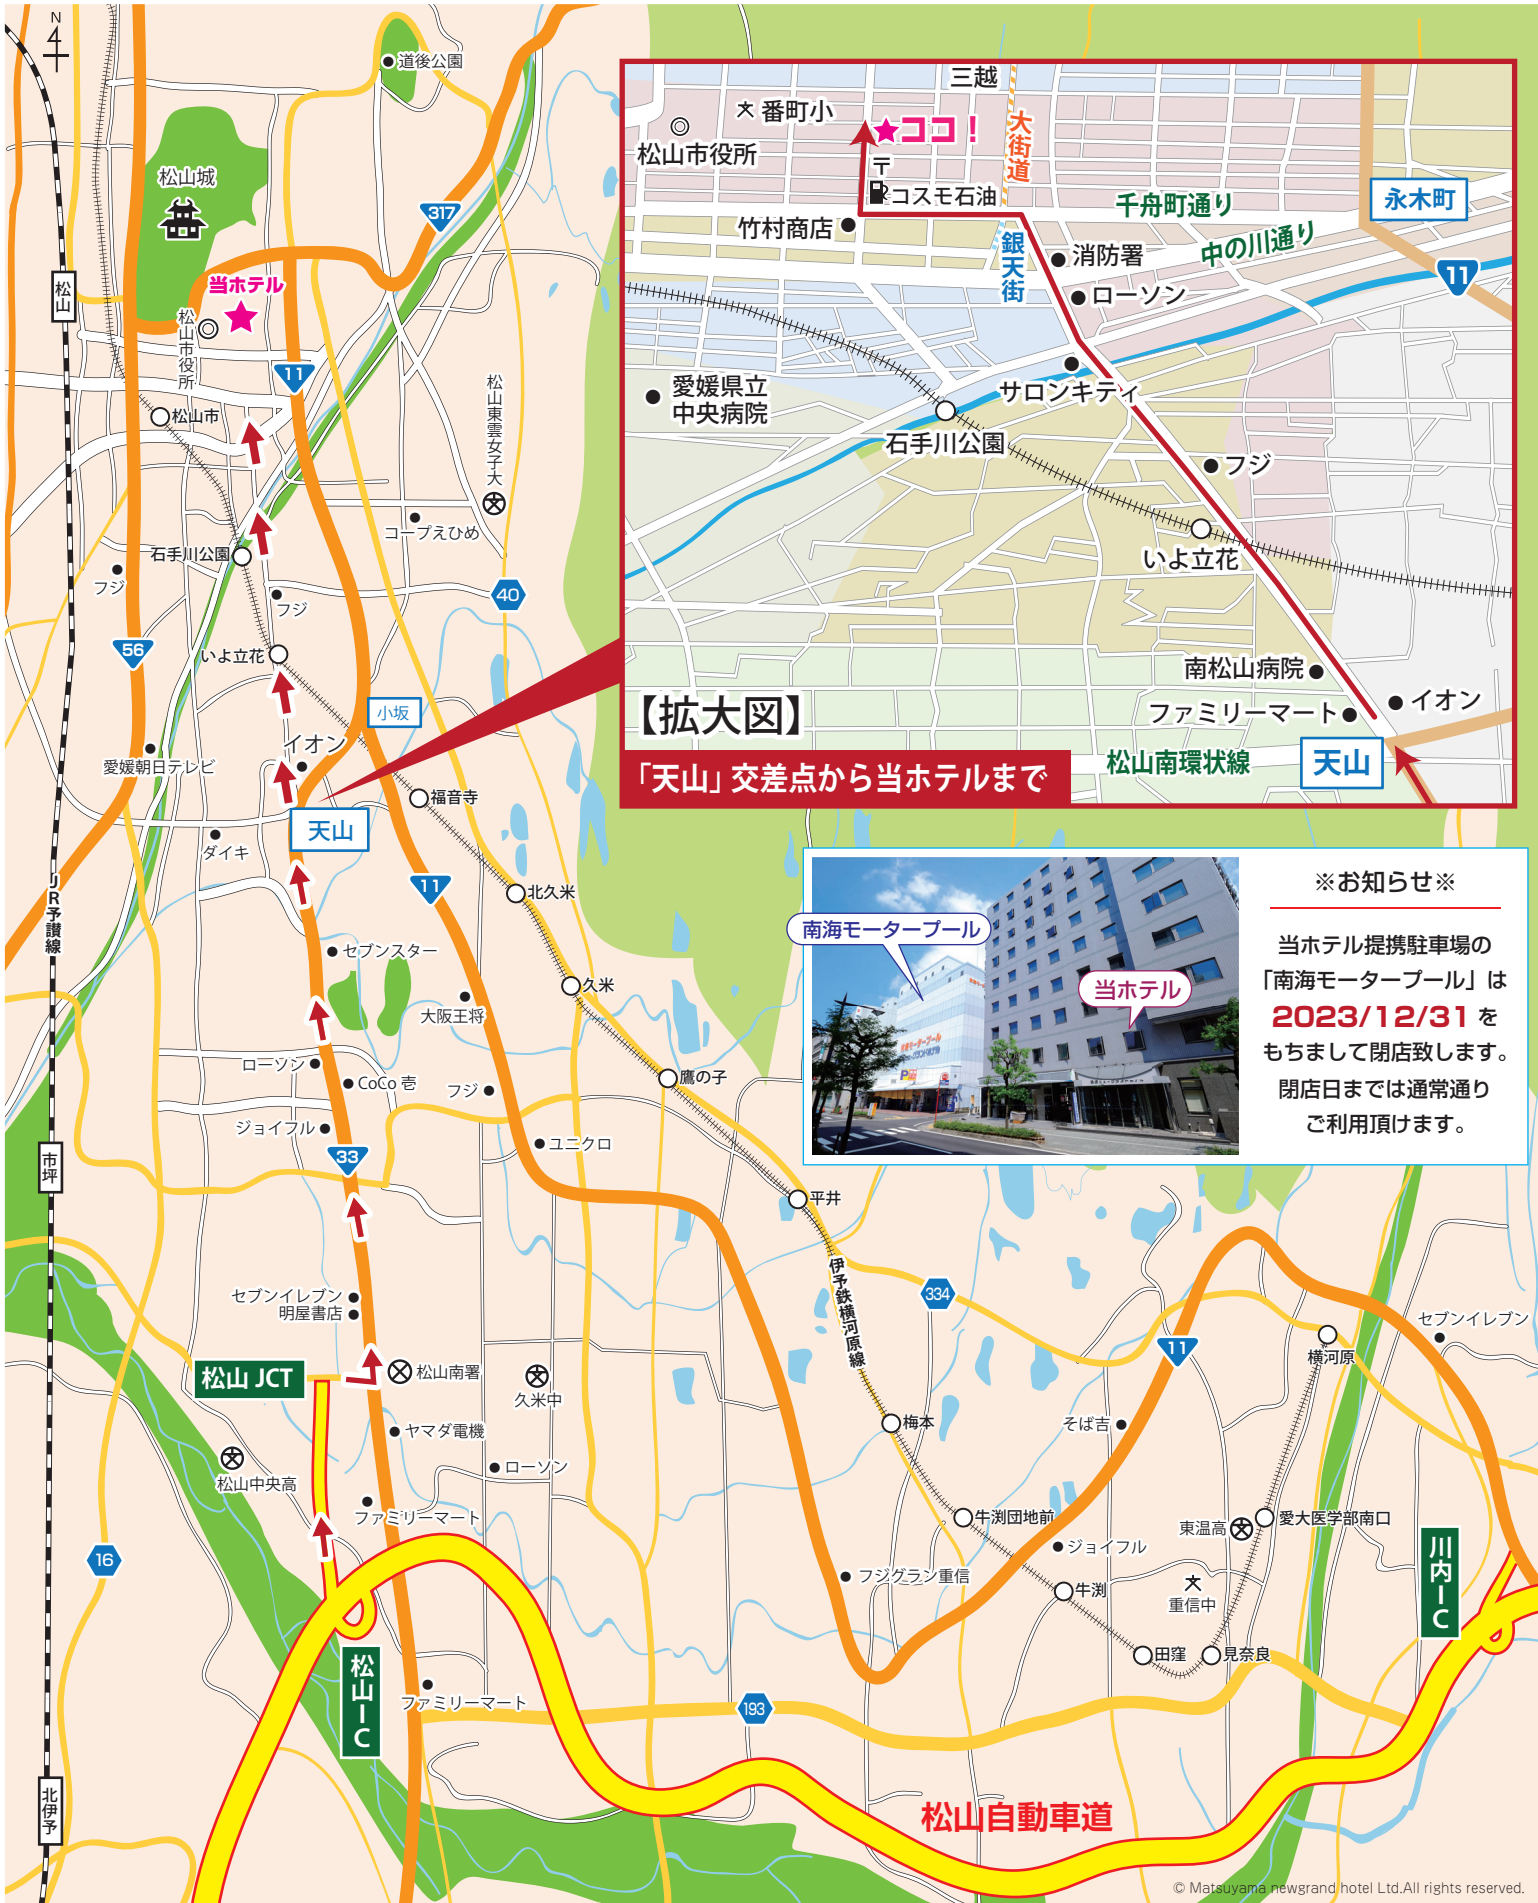 N
道後公園
松山城
317
当ホテル
松山
松山市役所
11
松山市
松山東雲女子大
コープえひめ
石手川公園
フジ
フジ
40
56
いよ立花
小坂
イオン
愛媛朝日テレビ
福音寺
天山
ダイキ
11
北久米
JR予讃線
セブンスター
久米
大阪王将
ローソン
CoCo 壱
フジ
鷹の子
ジョイフル
ユニクロ
33
市坪
平井
セブンイレブン
明屋書店
伊予鉄横河原線
334
11
セブンイレブン
横河原
松山 JCT
松山南署
久米中
ヤマダ電機
梅本
そば吉
ローソン
松山中央高
ファミリーマート
牛渕団地前
東温高
愛大医学部南口
16
ジョイフル
川内IC
フジグラン重信
牛渕
重信中
松山IC
田窪
見奈良
ファミリーマート
193
北伊予
松山自動車道
三越
番町小
ココ！
大街道
松山市役所
〒
コスモ石油
千舟町通り
永木町
竹村商店
銀天街
消防署
中の川通り
11
ローソン
愛媛県立
中央病院
サロンキティ
石手川公園
フジ
いよ立花
南松山病院
ファミリーマート
イオン
【拡大図】
松山南環状線
天山
「天山」交差点から当ホテルまで
南海モータープール
当ホテル
※お知らせ※
当ホテル提携駐車場の
「南海モータープール」は
2023/12/31 を
もちまして閉店致します。
閉店日までは通常通り
ご利用頂けます。
© Matsuyama newgrand hotel Ltd.All rights reserved.